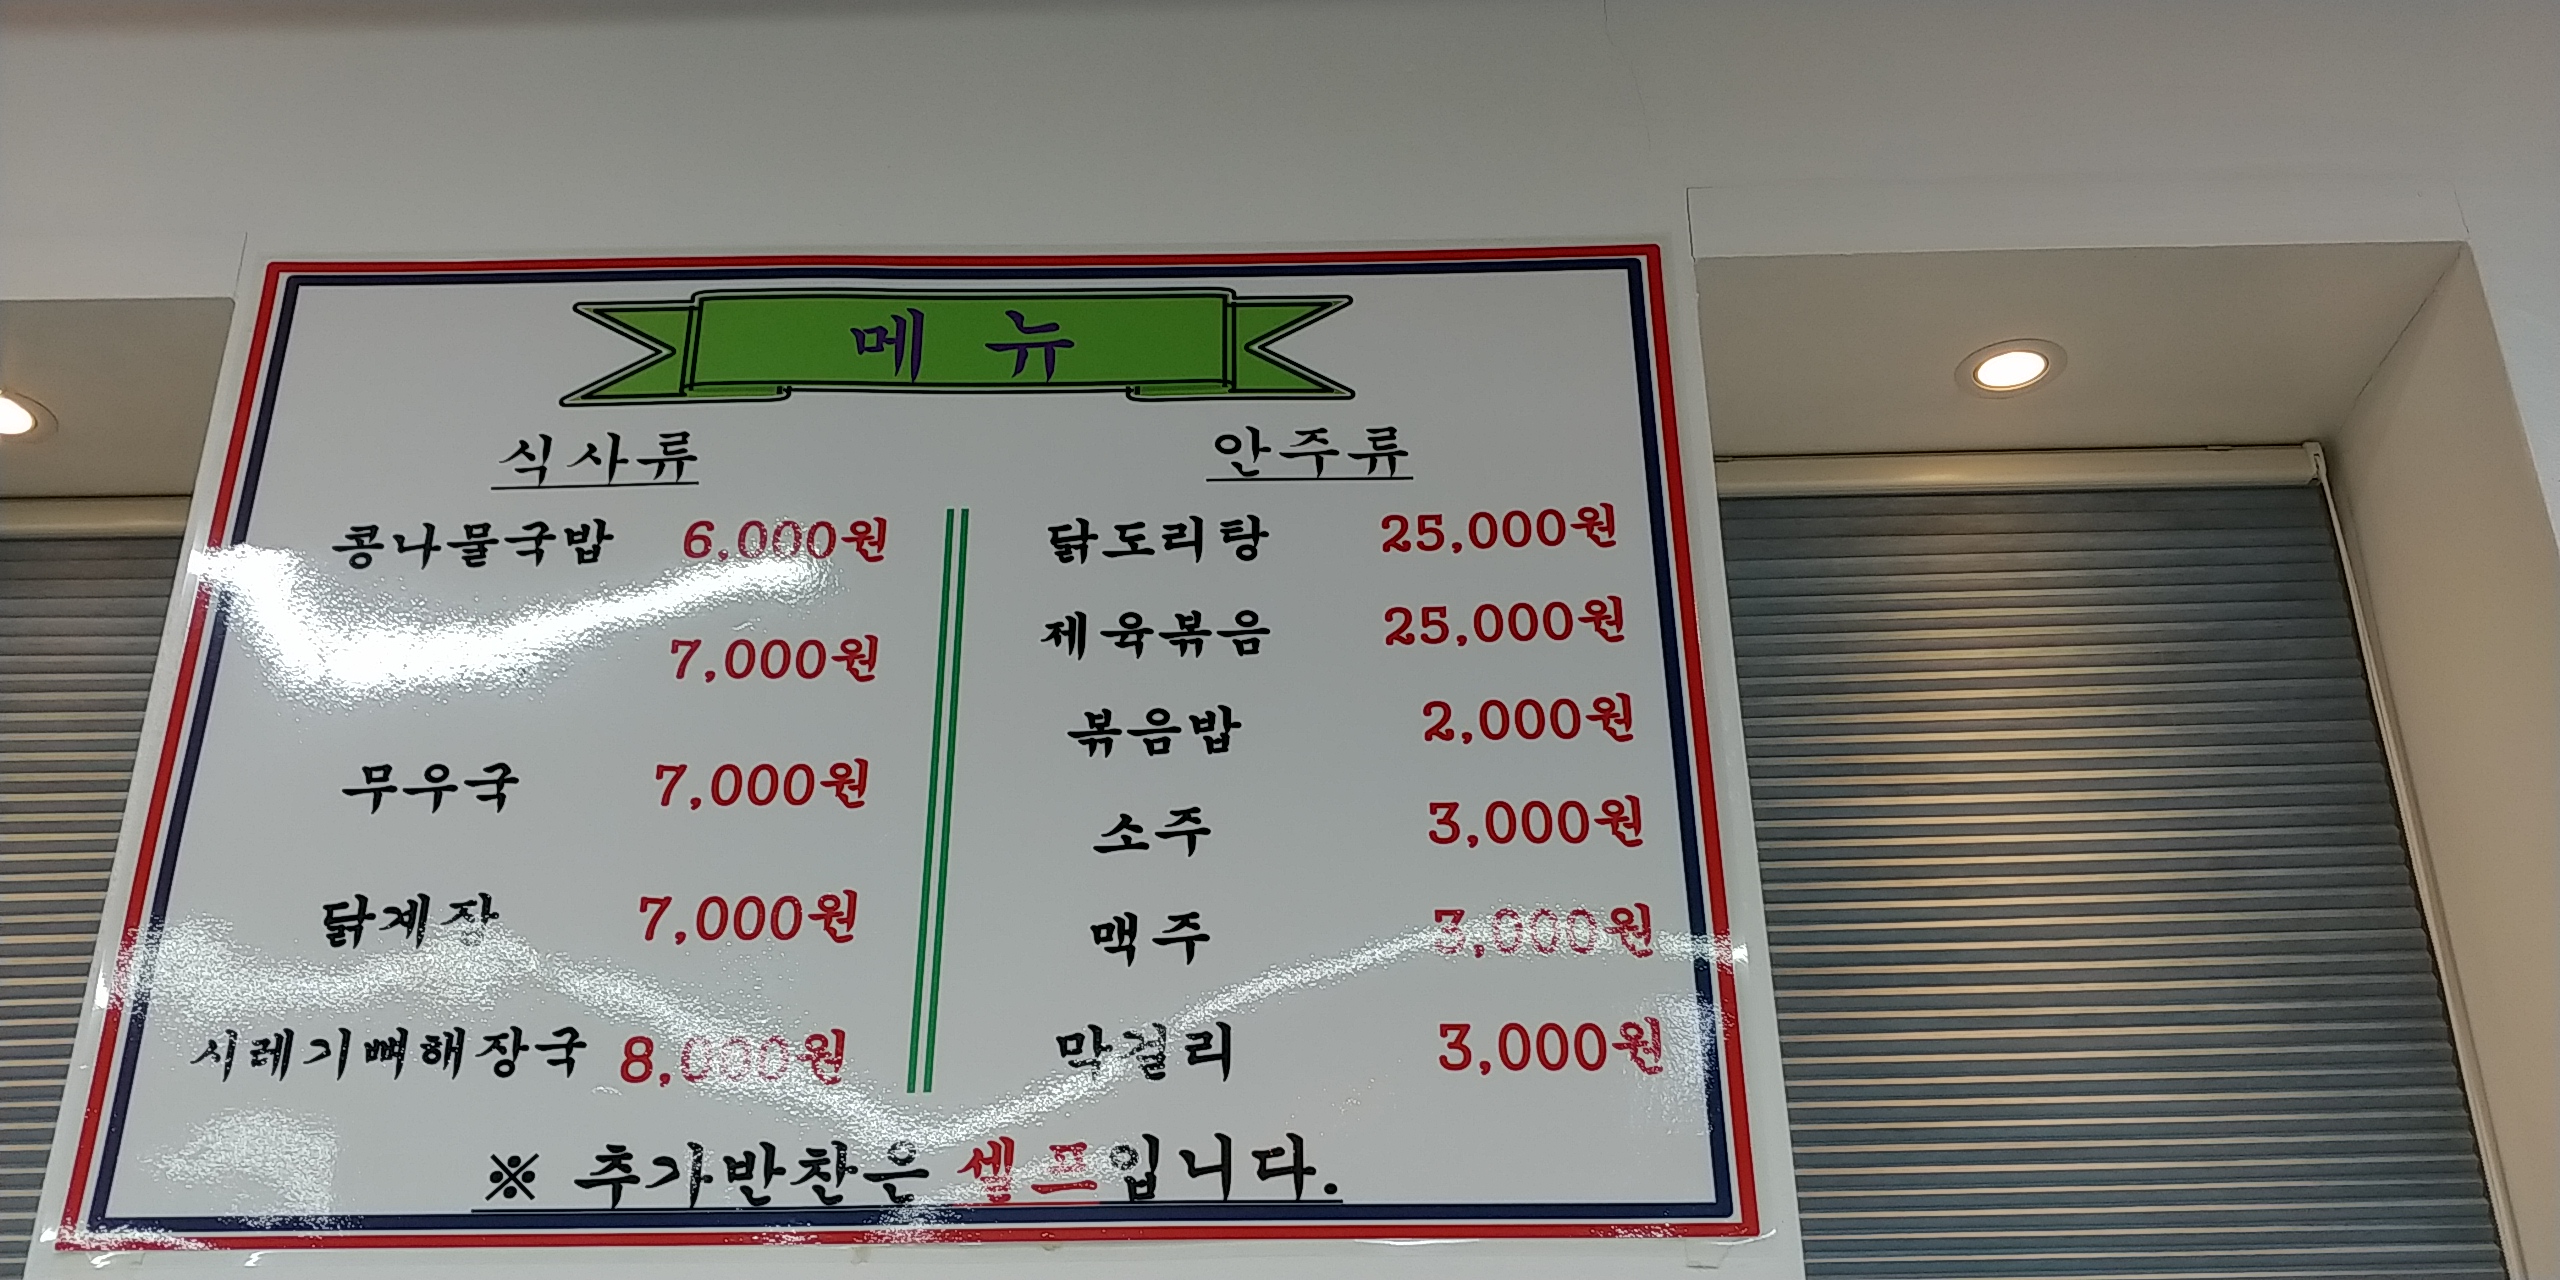 메뉴
식사류
콩나물국밥 6,000원
7,000원
무우국 7,000원
닭계장 7,000원
시레기뼈해장국 8,000원
안주류
닭도리탕 25,000원
제육볶음 25,000원
볶음밥 2,000원
소주 3,000원
맥주 3,000원
막걸리 3,000원
※ 추가반찬은 셀프입니다.